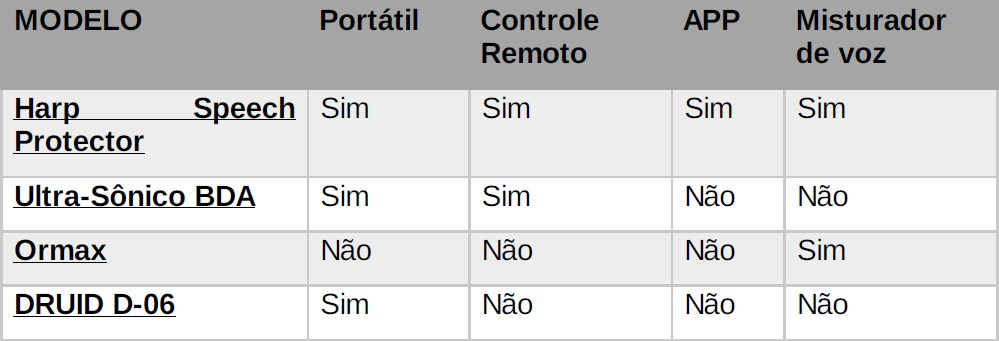 MODELO Portátil Controle Remoto APP Misturador de voz
Harp Speech Protector Sim Sim Sim Sim
Ultra-Sônico BDA Sim Sim Não Não
Ormax Não Não Não Sim
DRUID D-06 Sim Não Não Não